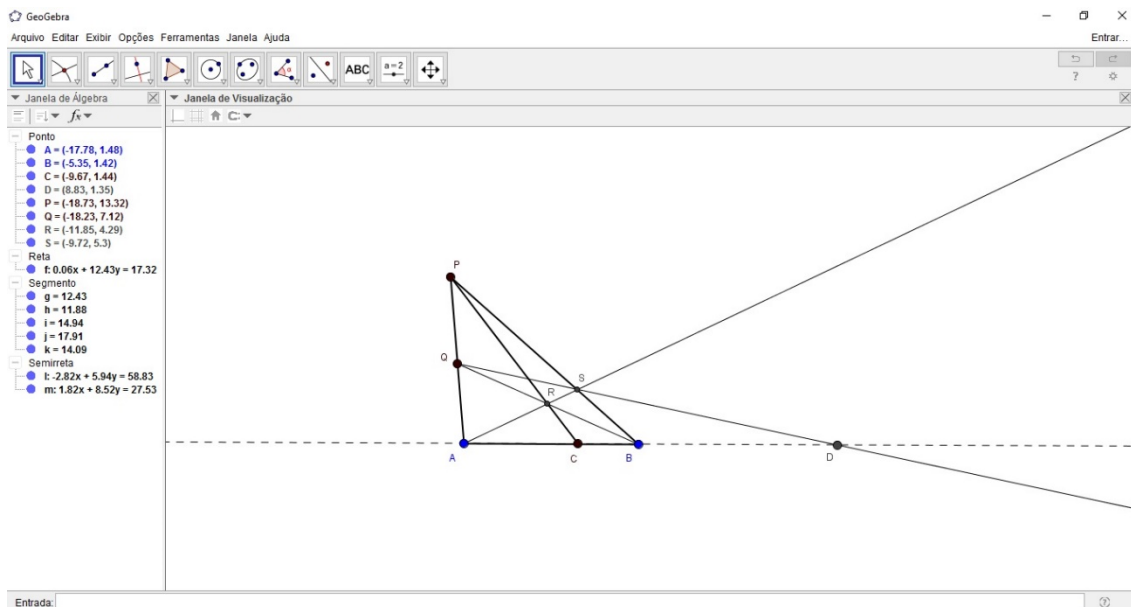 GeoGebra
Arquivo Editar Exibir Opções Ferramentas Janela Ajuda
Entrar...
ABC
a = 2
Janela de Álgebra
Janela de Visualização
fx
Ponto
A = (-17.78, 1.48)
B = (-5.35, 1.42)
C = (-9.67, 1.44)
D = (8.83, 1.35)
P = (-18.73, 13.32)
Q = (-18.23, 7.12)
R = (-11.85, 4.29)
S = (-9.72, 5.3)
Reta
f: 0.06x + 12.43y = 17.32
Segmento
g = 12.43
h = 11.88
i = 14.94
j = 17.91
k = 14.09
Semirreta
l: -2.82x + 5.94y = 58.83
m: 1.82x + 8.52y = 27.53
P
Q
S
R
A
C
B
D
Entrada: